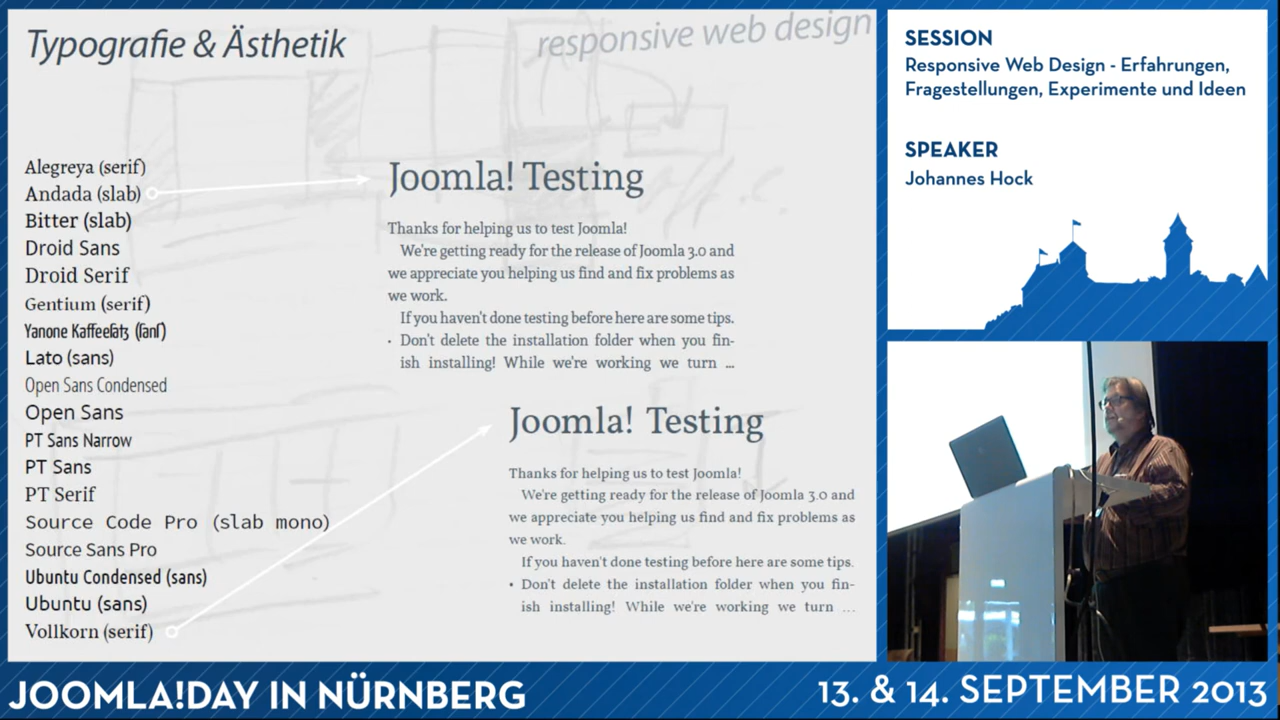 Typografie & Ästhetik
responsive web design
Alegreya (serif)
Andada (slab)
Bitter (slab)
Droid Sans
Droid Serif
Gentium (serif)
Yanone Kaffeesatz (sans)
Lato (sans)
Open Sans Condensed
Open Sans
PT Sans Narrow
PT Sans
PT Serif
Source Code Pro (slab mono)
Source Sans Pro
Ubuntu Condensed (sans)
Ubuntu (sans)
Vollkorn (serif)
Joomla! Testing
Thanks for helping us to test Joomla!
We're getting ready for the release of Joomla 3.0 and
we appreciate you helping us find and fix problems as
we work.
If you haven't done testing before here are some tips.
· Don't delete the installation folder when you fin-
ish installing! While we're working we turn ...
Joomla! Testing
Thanks for helping us to test Joomla!
We're getting ready for the release of Joomla 3.0 and
we appreciate you helping us find and fix problems as
we work.
If you haven't done testing before here are some tips.
• Don't delete the installation folder when you fin-
ish installing! While we're working we turn ...
SESSION
Responsive Web Design - Erfahrungen,
Fragestellungen, Experimente und Ideen
SPEAKER
Johannes Hock
JOOMLA!DAY IN NÜRNBERG
13. & 14. SEPTEMBER 2013